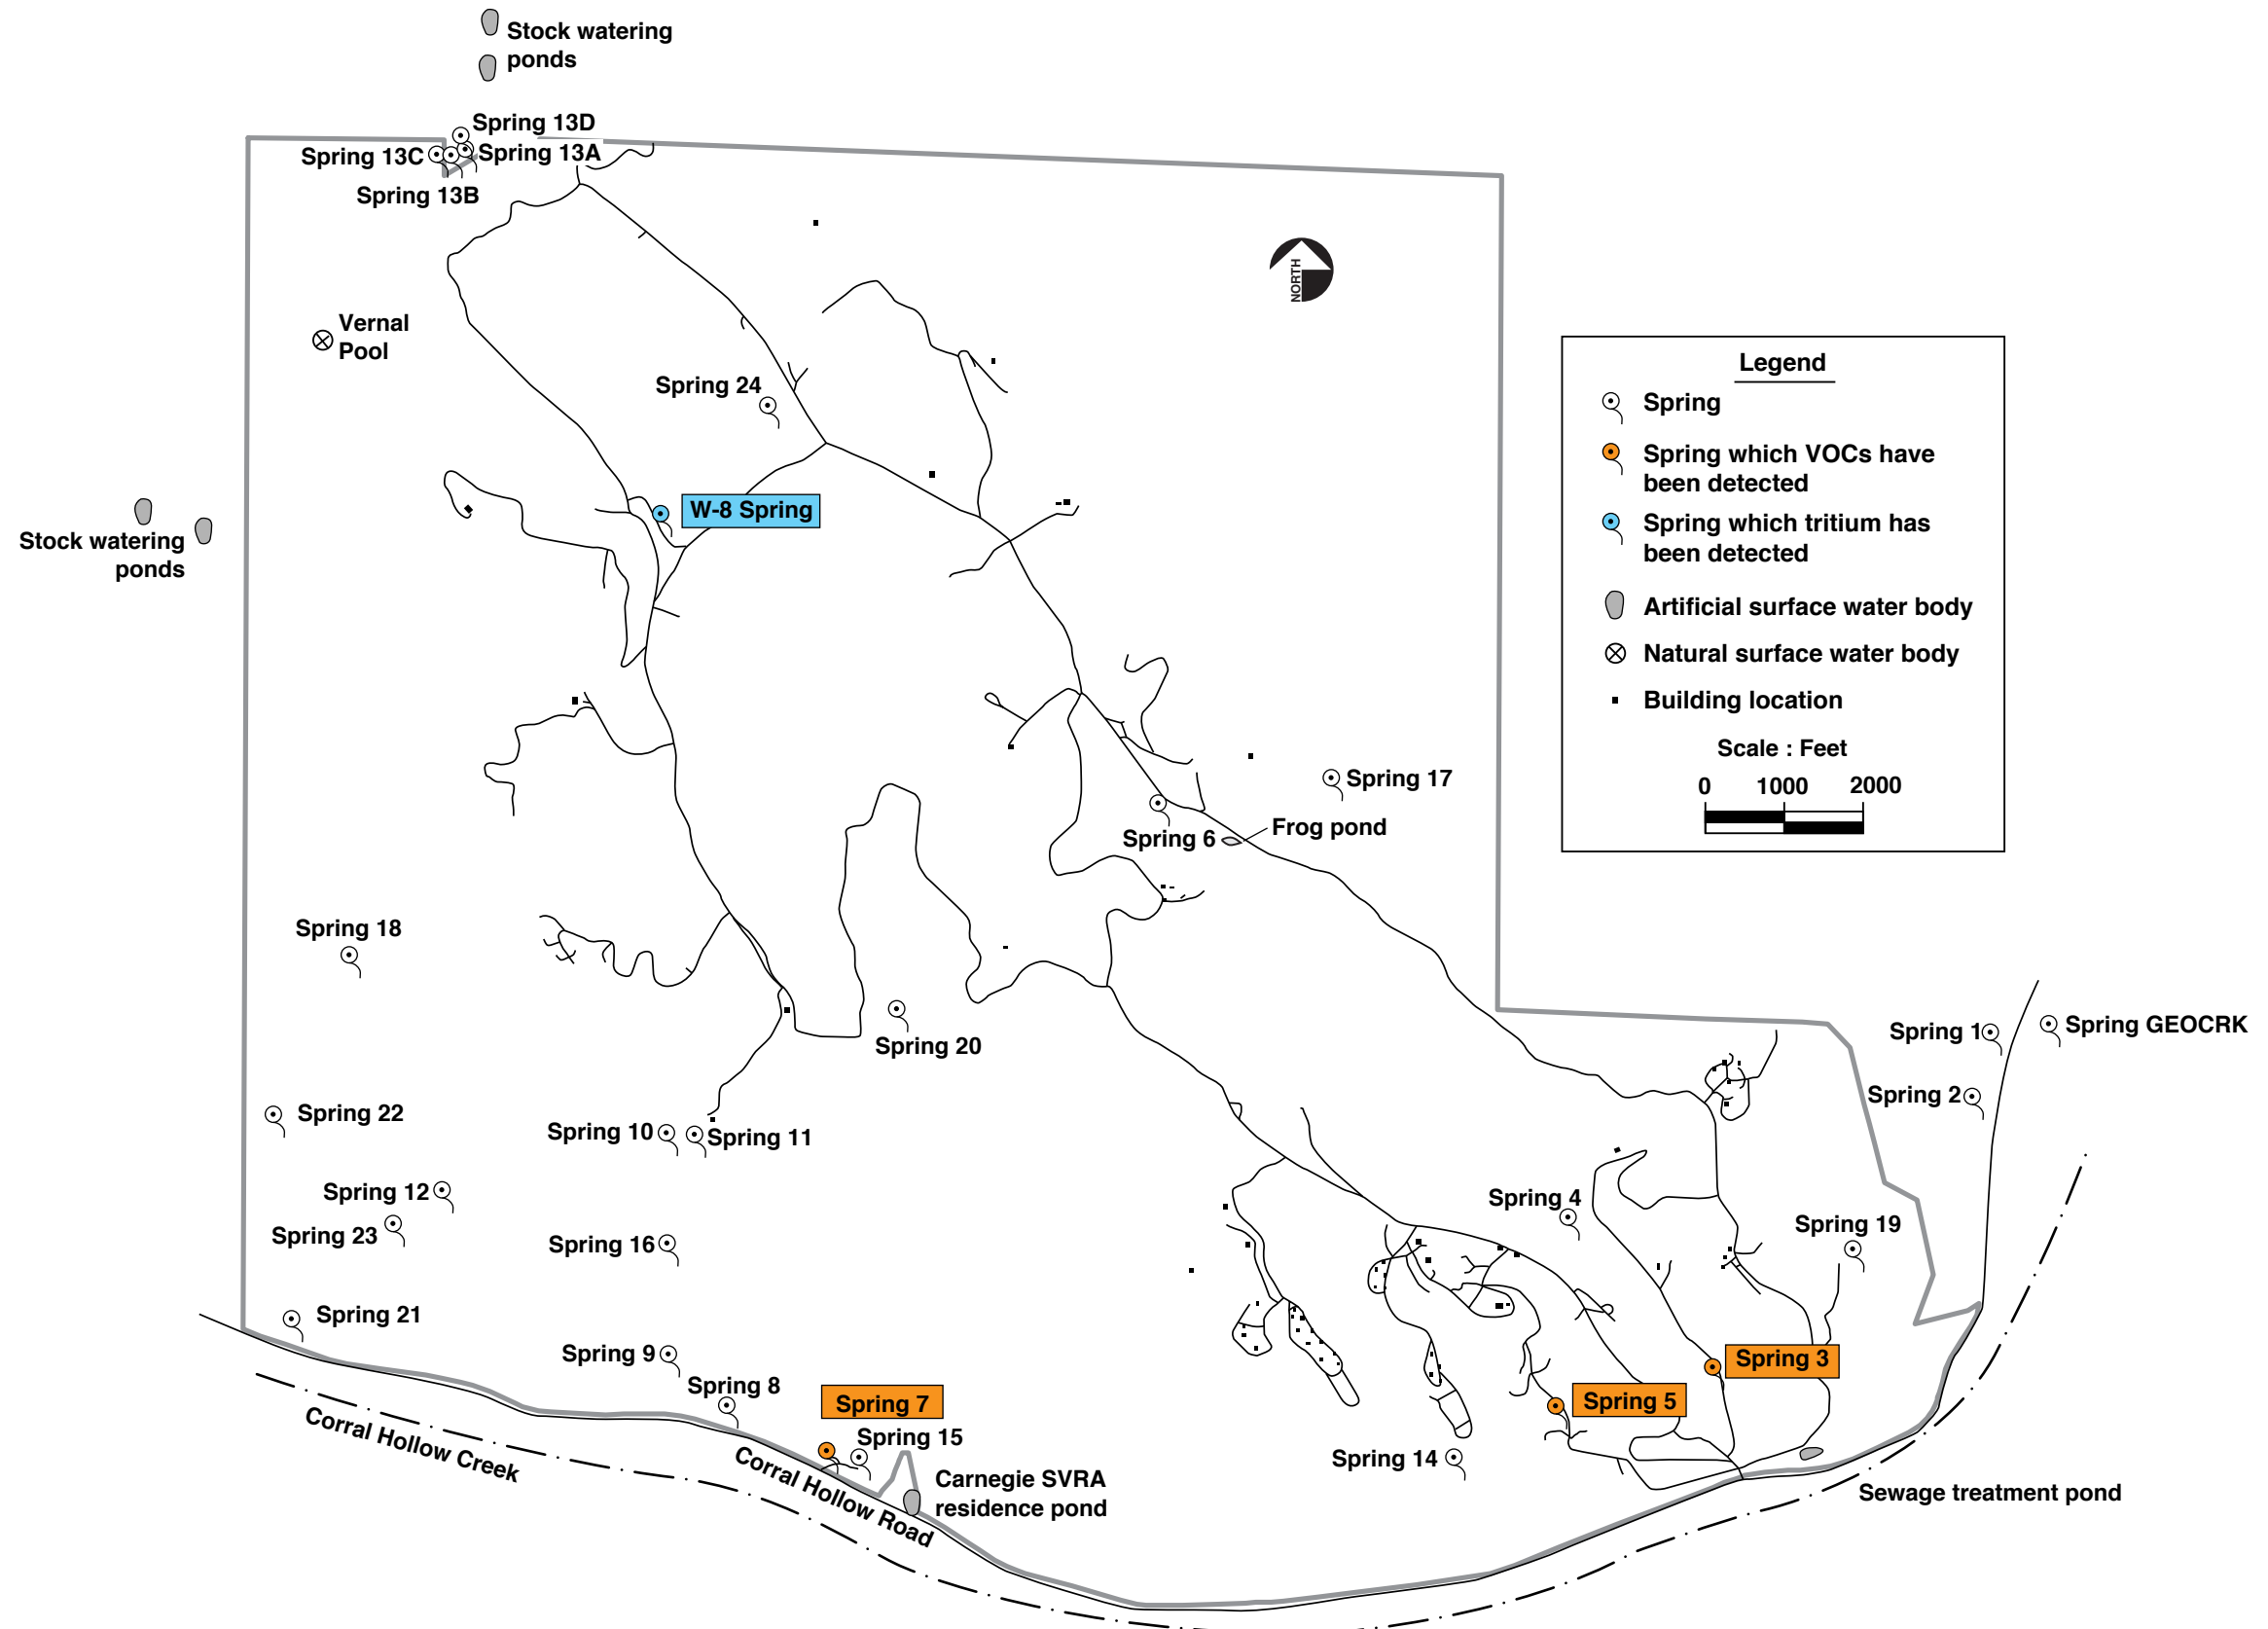 Stock watering
ponds
Spring 13D
Spring 13C
Spring 13A
Spring 13B
NORTH
Vernal
Pool
Spring 24
W-8 Spring
Stock watering
ponds
Legend
Spring
Spring which VOCs have
been detected
Spring which tritium has
been detected
Artificial surface water body
Natural surface water body
Building location
Scale : Feet
0 1000 2000
Spring 17
Frog pond
Spring 6
Spring 18
Spring 20
Spring 1
Spring GEOCRK
Spring 2
Spring 22
Spring 10
Spring 11
Spring 12
Spring 23
Spring 16
Spring 4
Spring 19
Spring 21
Spring 9
Spring 8
Spring 7
Spring 15
Spring 3
Spring 5
Spring 14
Corral Hollow Creek
Corral Hollow Road
Carnegie SVRA
residence pond
Sewage treatment pond